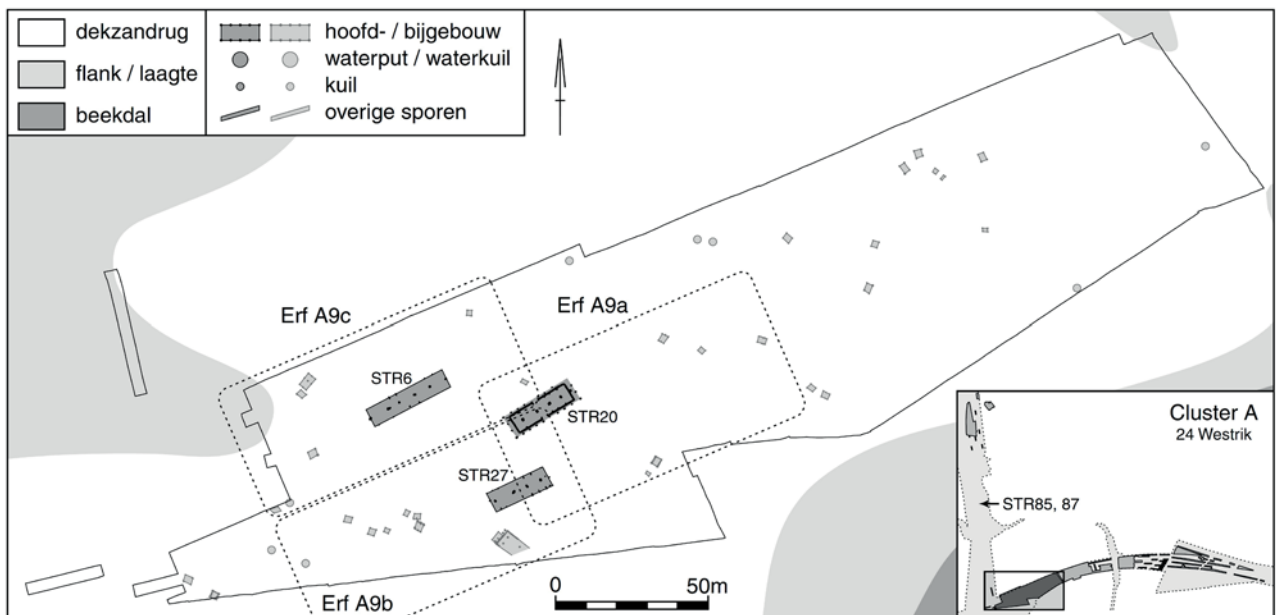 dekzandrug
flank / laagte
beekdal
hoofd- / bijgebouw
waterput / waterkuil
kuil
overige sporen
Erf A9c
Erf A9a
STR6
STR20
STR27
Erf A9b
0 50m
Cluster A
24 Westrik
STR85, 87